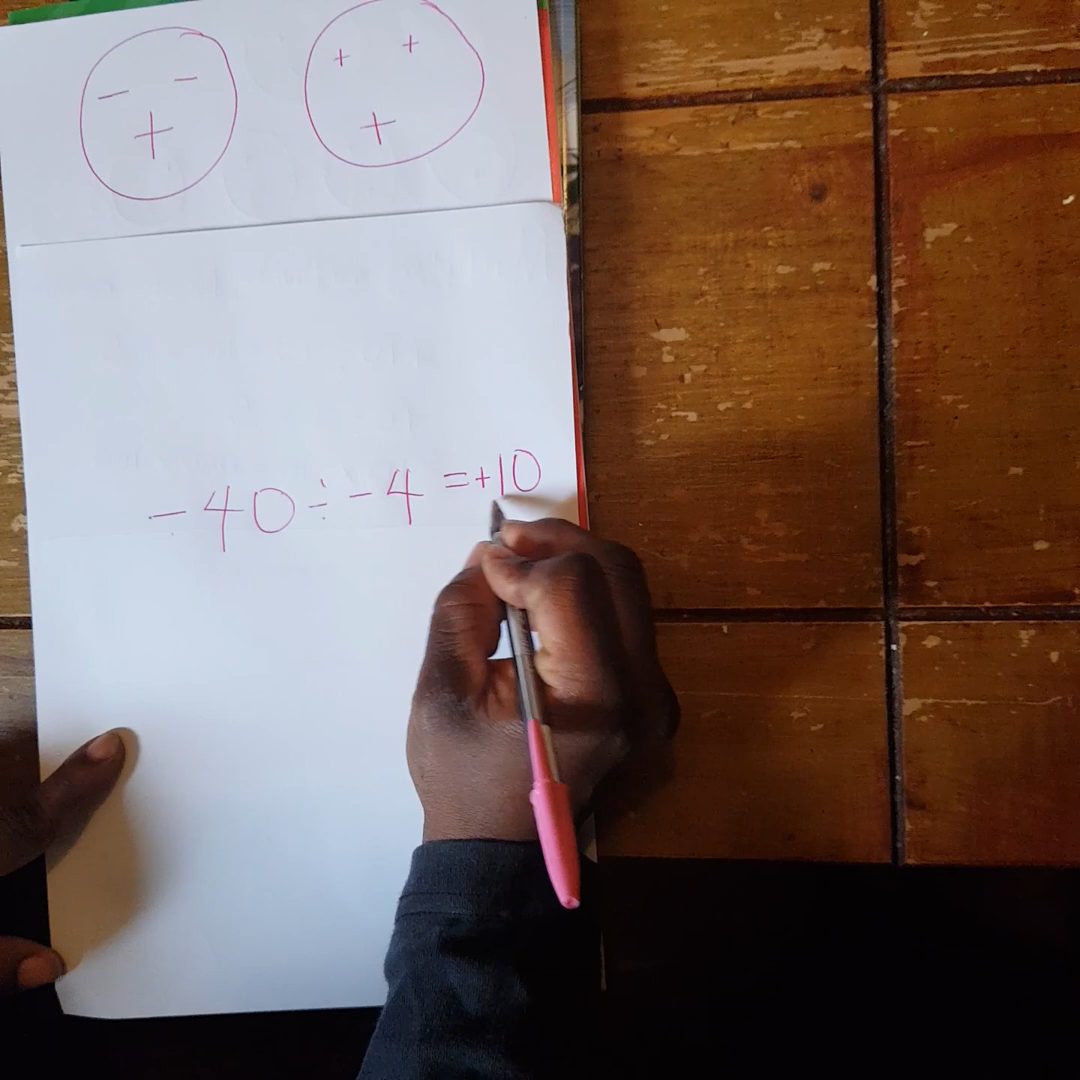 - - + +
+ +
-40 ÷ -4 = +10